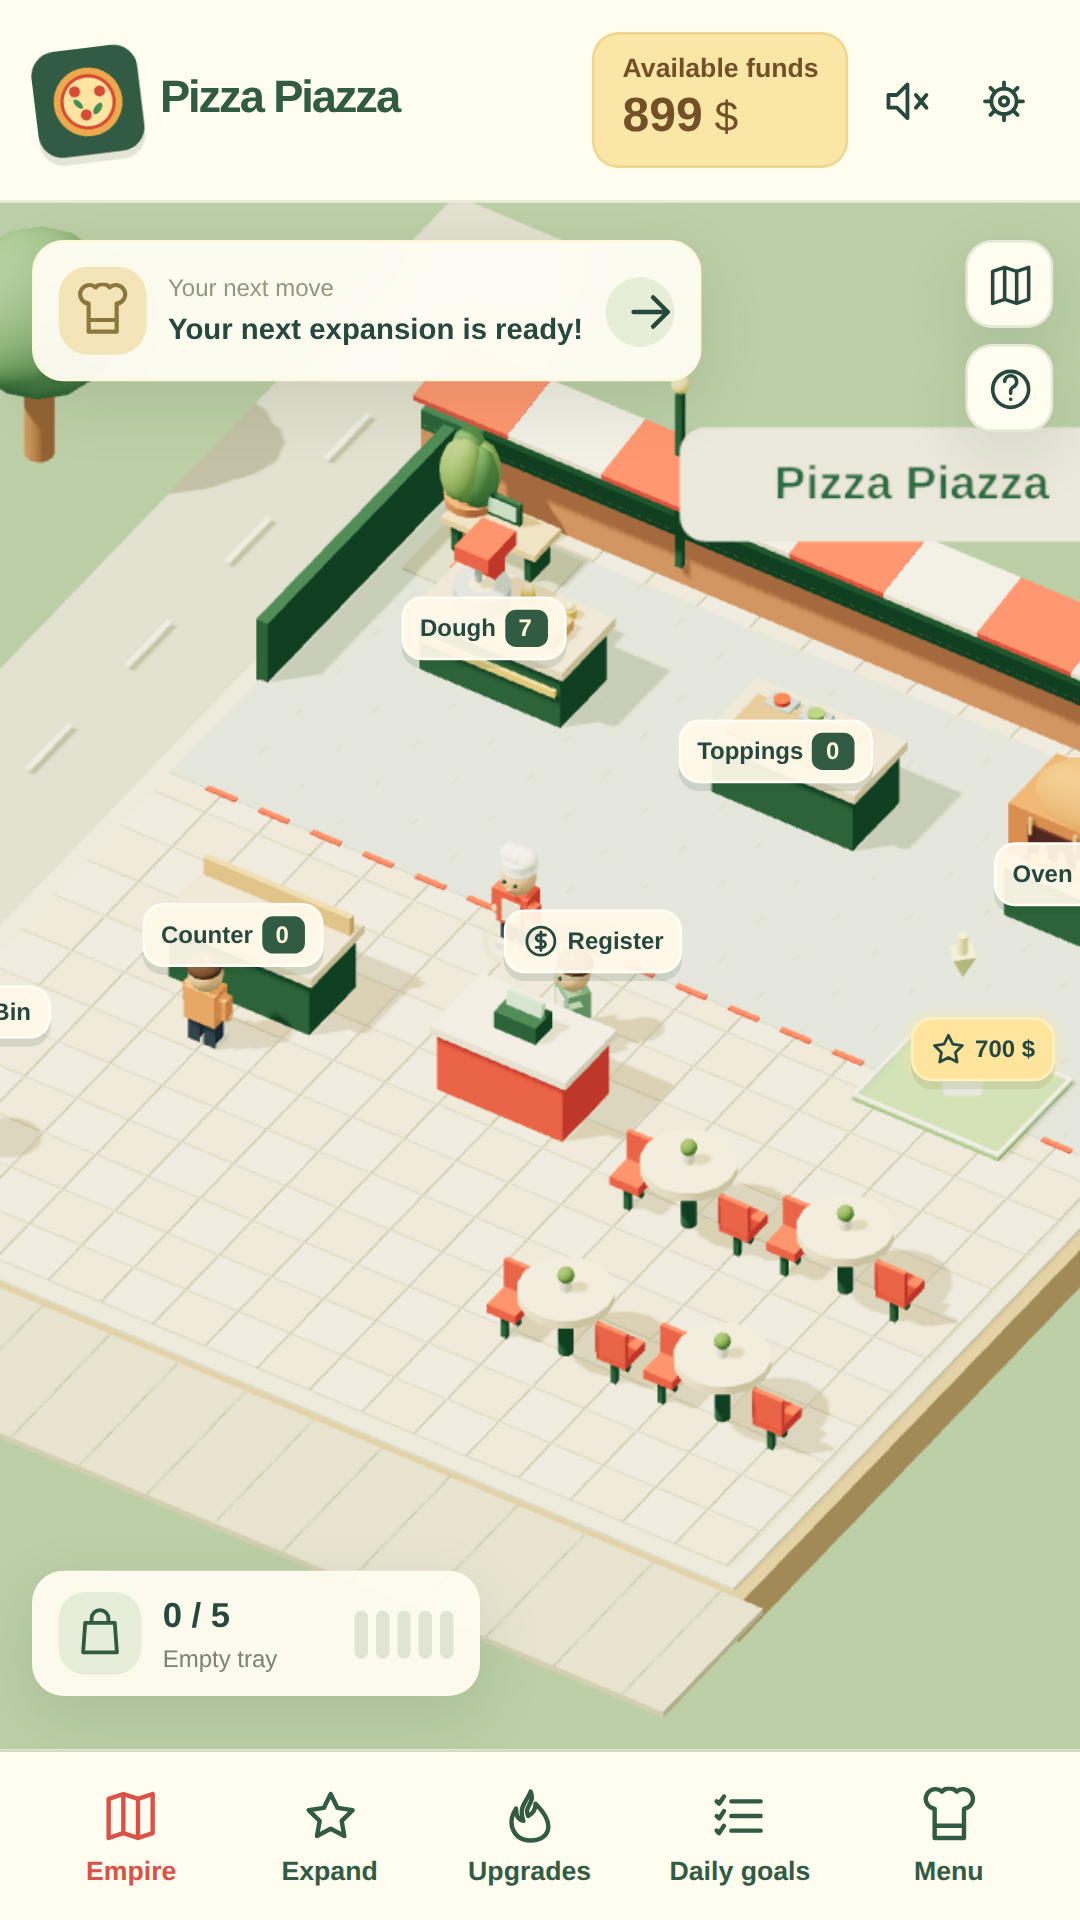 Pizza Piazza
Available funds
899 $
Your next move
Your next expansion is ready!
Pizza Piazza
Dough 7
Toppings 0
Oven
Counter 0
Register
Bin
700 $
0 / 5
Empty tray
Empire
Expand
Upgrades
Daily goals
Menu